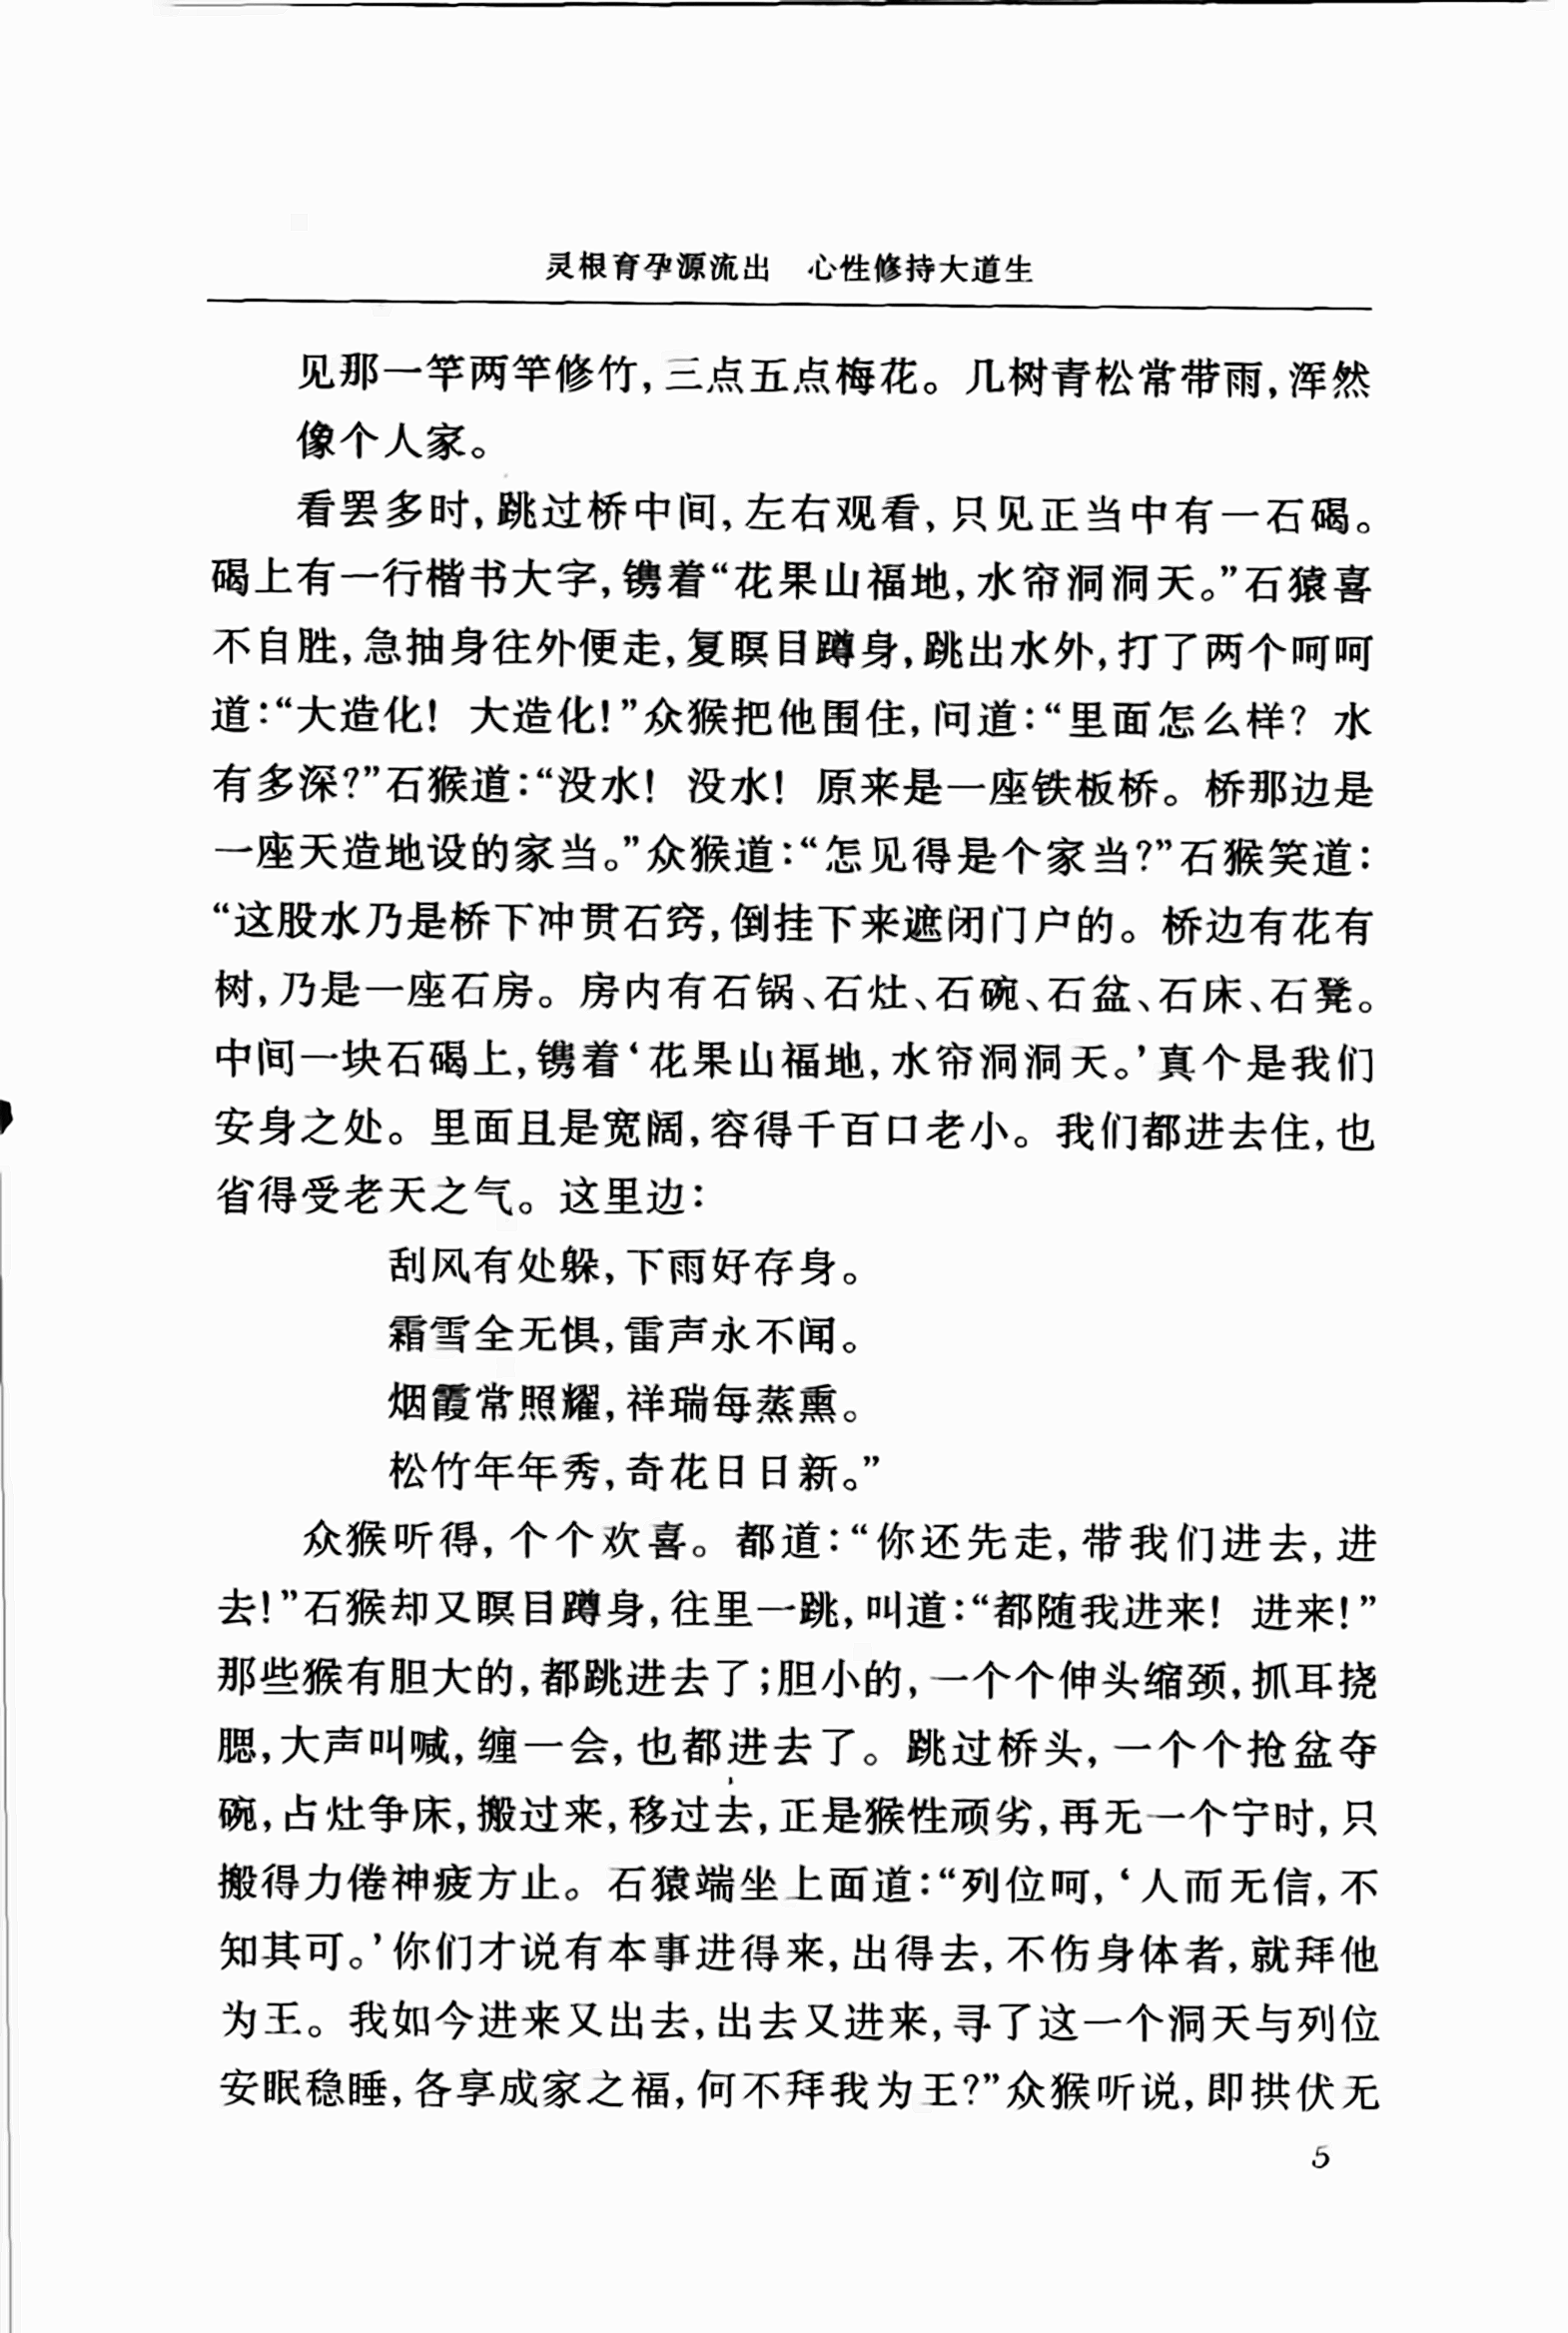 灵根育孕源流出　心性修持大道生
见那一竿两竿修竹,三点五点梅花。几树青松常带雨,浑然
像个人家。
看罢多时,跳过桥中间,左右观看,只见正当中有一石碣。
碣上有一行楷书大字,镌着“花果山福地,水帘洞洞天。”石猿喜
不自胜,急抽身往外便走,复瞑目蹲身,跳出水外,打了两个呵呵
道:“大造化! 大造化!”众猴把他围住,问道:“里面怎么样? 水
有多深?”石猴道:“没水! 没水! 原来是一座铁板桥。桥那边是
一座天造地设的家当。”众猴道:“怎见得是个家当?”石猴笑道:
“这股水乃是桥下冲贯石窍,倒挂下来遮闭门户的。桥边有花有
树,乃是一座石房。房内有石锅、石灶、石碗、石盆、石床、石凳。
中间一块石碣上,镌着‘花果山福地,水帘洞洞天。’真个是我们
安身之处。里面且是宽阔,容得千百口老小。我们都进去住,也
省得受老天之气。这里边:
刮风有处躲,下雨好存身。
霜雪全无惧,雷声永不闻。
烟霞常照耀,祥瑞每蒸熏。
松竹年年秀,奇花日日新。”
众猴听得,个个欢喜。都道:“你还先走,带我们进去,进
去!”石猴却又瞑目蹲身,往里一跳,叫道:“都随我进来! 进来!”
那些猴有胆大的,都跳进去了;胆小的,一个个伸头缩颈,抓耳挠
腮,大声叫喊,缠一会,也都进去了。跳过桥头,一个个抢盆夺
碗,占灶争床,搬过来,移过去,正是猴性顽劣,再无一个宁时,只
搬得力倦神疲方止。石猿端坐上面道:“列位呵,‘人而无信,不
知其可。’你们才说有本事进得来,出得去,不伤身体者,就拜他
为王。我如今进来又出去,出去又进来,寻了这一个洞天与列位
安眠稳睡,各享成家之福,何不拜我为王?”众猴听说,即拱伏无
5